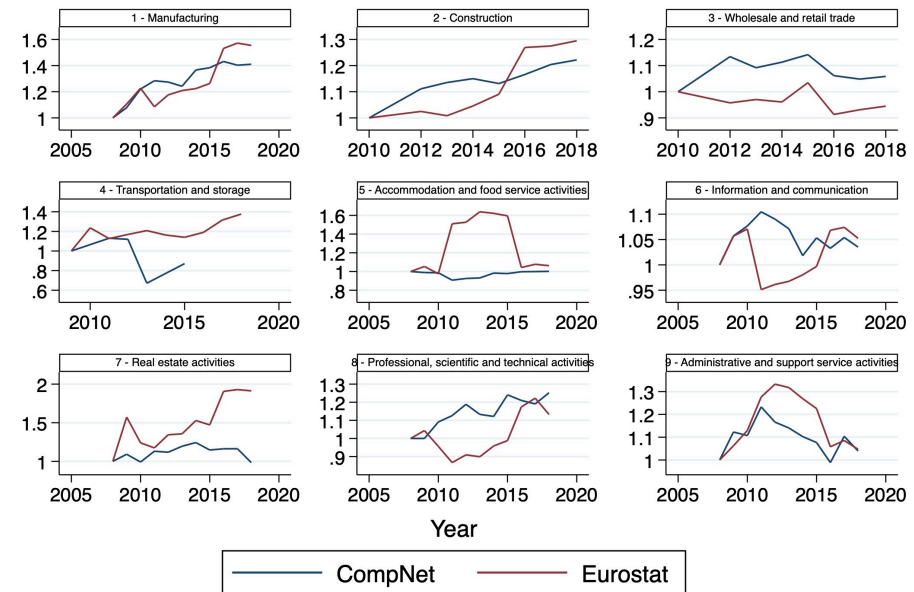 1 - Manufacturing
1.6
1.4
1.2
1
2005 2010 2015 2020
2 - Construction
1.3
1.2
1.1
1
2010 2012 2014 2016 2018
3 - Wholesale and retail trade
1.2
1.1
1
.9
2010 2012 2014 2016 2018
4 - Transportation and storage
1.4
1.2
1
.8
.6
2010 2015 2020
5 - Accommodation and food service activities
1.6
1.4
1.2
1
.8
2005 2010 2015 2020
6 - Information and communication
1.1
1.05
1
.95
2005 2010 2015 2020
7 - Real estate activities
2
1.5
1
2005 2010 2015 2020
8 - Professional, scientific and technical activities
1.3
1.2
1.1
1
.9
2005 2010 2015 2020
9 - Administrative and support service activities
1.3
1.2
1.1
1
2005 2010 2015 2020
Year
CompNet Eurostat